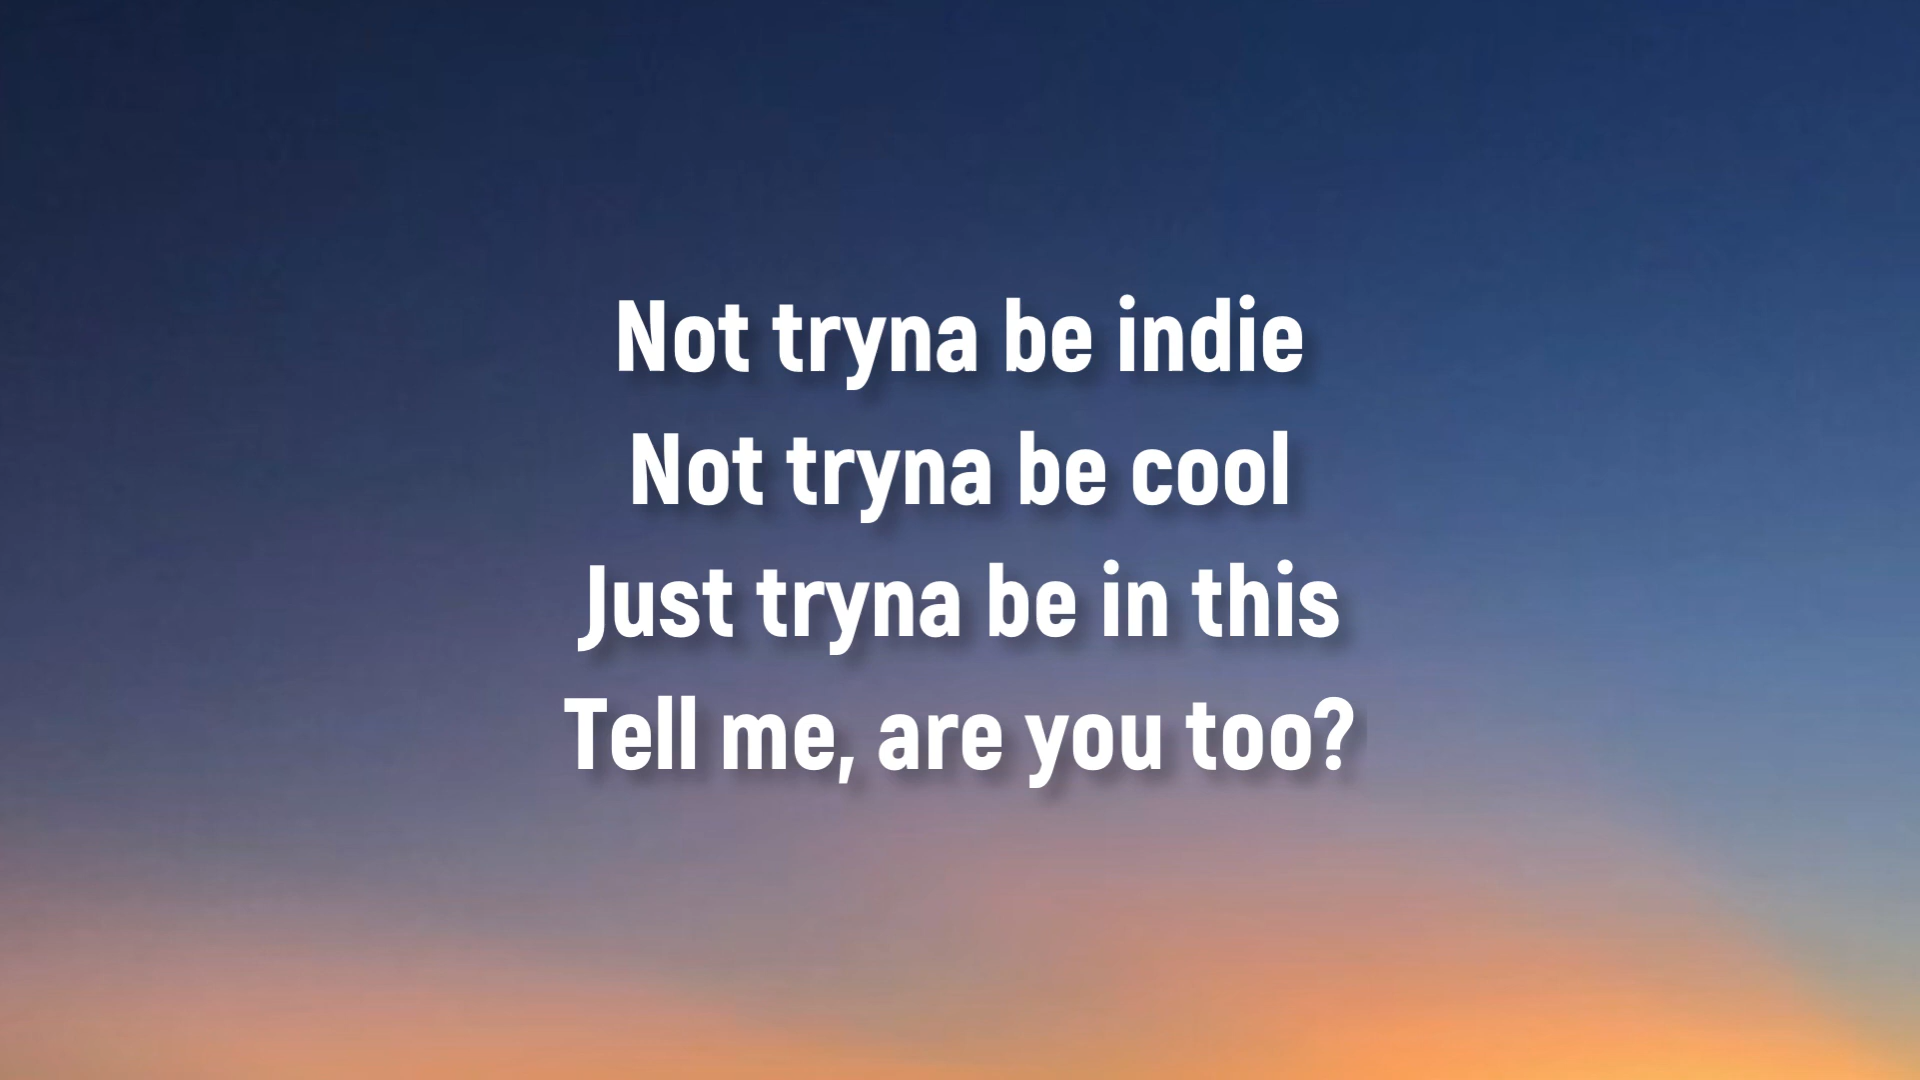 Not tryna be indie
Not tryna be cool
Just tryna be in this
Tell me, are you too?